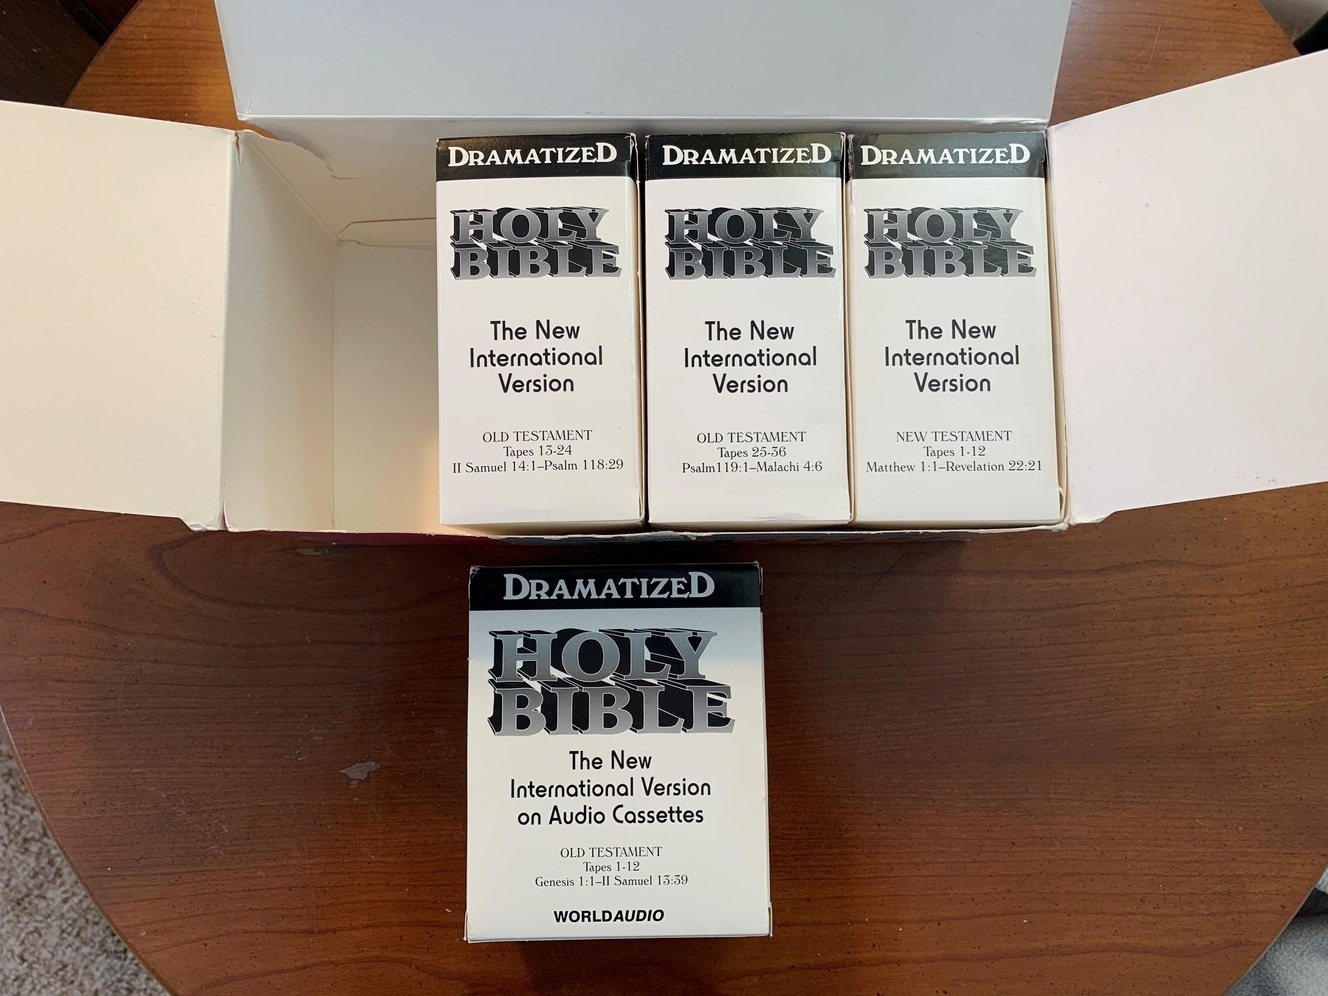 DRAMATIZED
HOLY
BIBLE
The New
International
Version
OLD TESTAMENT
Tapes 13-24
II Samuel 14:1–Psalm 118:29
DRAMATIZED
HOLY
BIBLE
The New
International
Version
OLD TESTAMENT
Tapes 25-36
Psalm119:1–Malachi 4:6
DRAMATIZED
HOLY
BIBLE
The New
International
Version
NEW TESTAMENT
Tapes 1-12
Matthew 1:1–Revelation 22:21
DRAMATIZED
HOLY
BIBLE
The New
International Version
on Audio Cassettes
OLD TESTAMENT
Tapes 1-12
Genesis 1:1–II Samuel 13:39
WORLDAUDIO